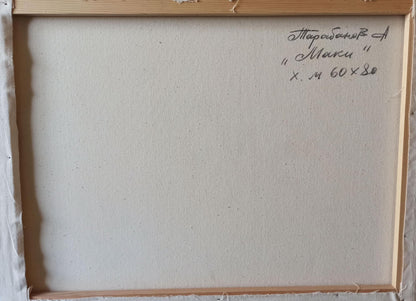 Тарабанов А
„Маки"
х. м 60 х 80